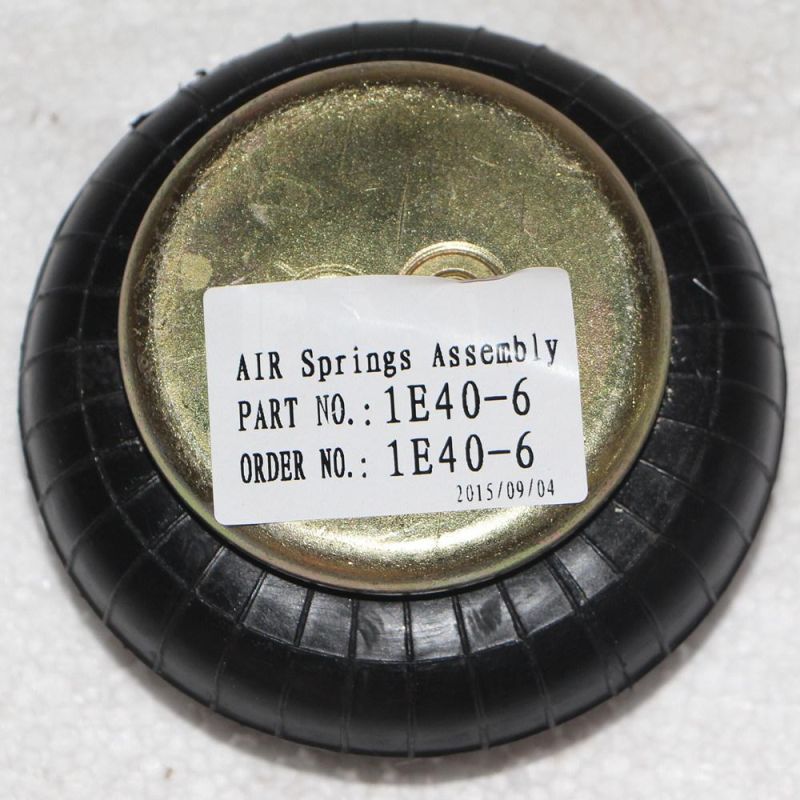 AIR Springs Assembly
PART NO.: 1E40-6
ORDER NO.: 1E40-6
2015/09/04